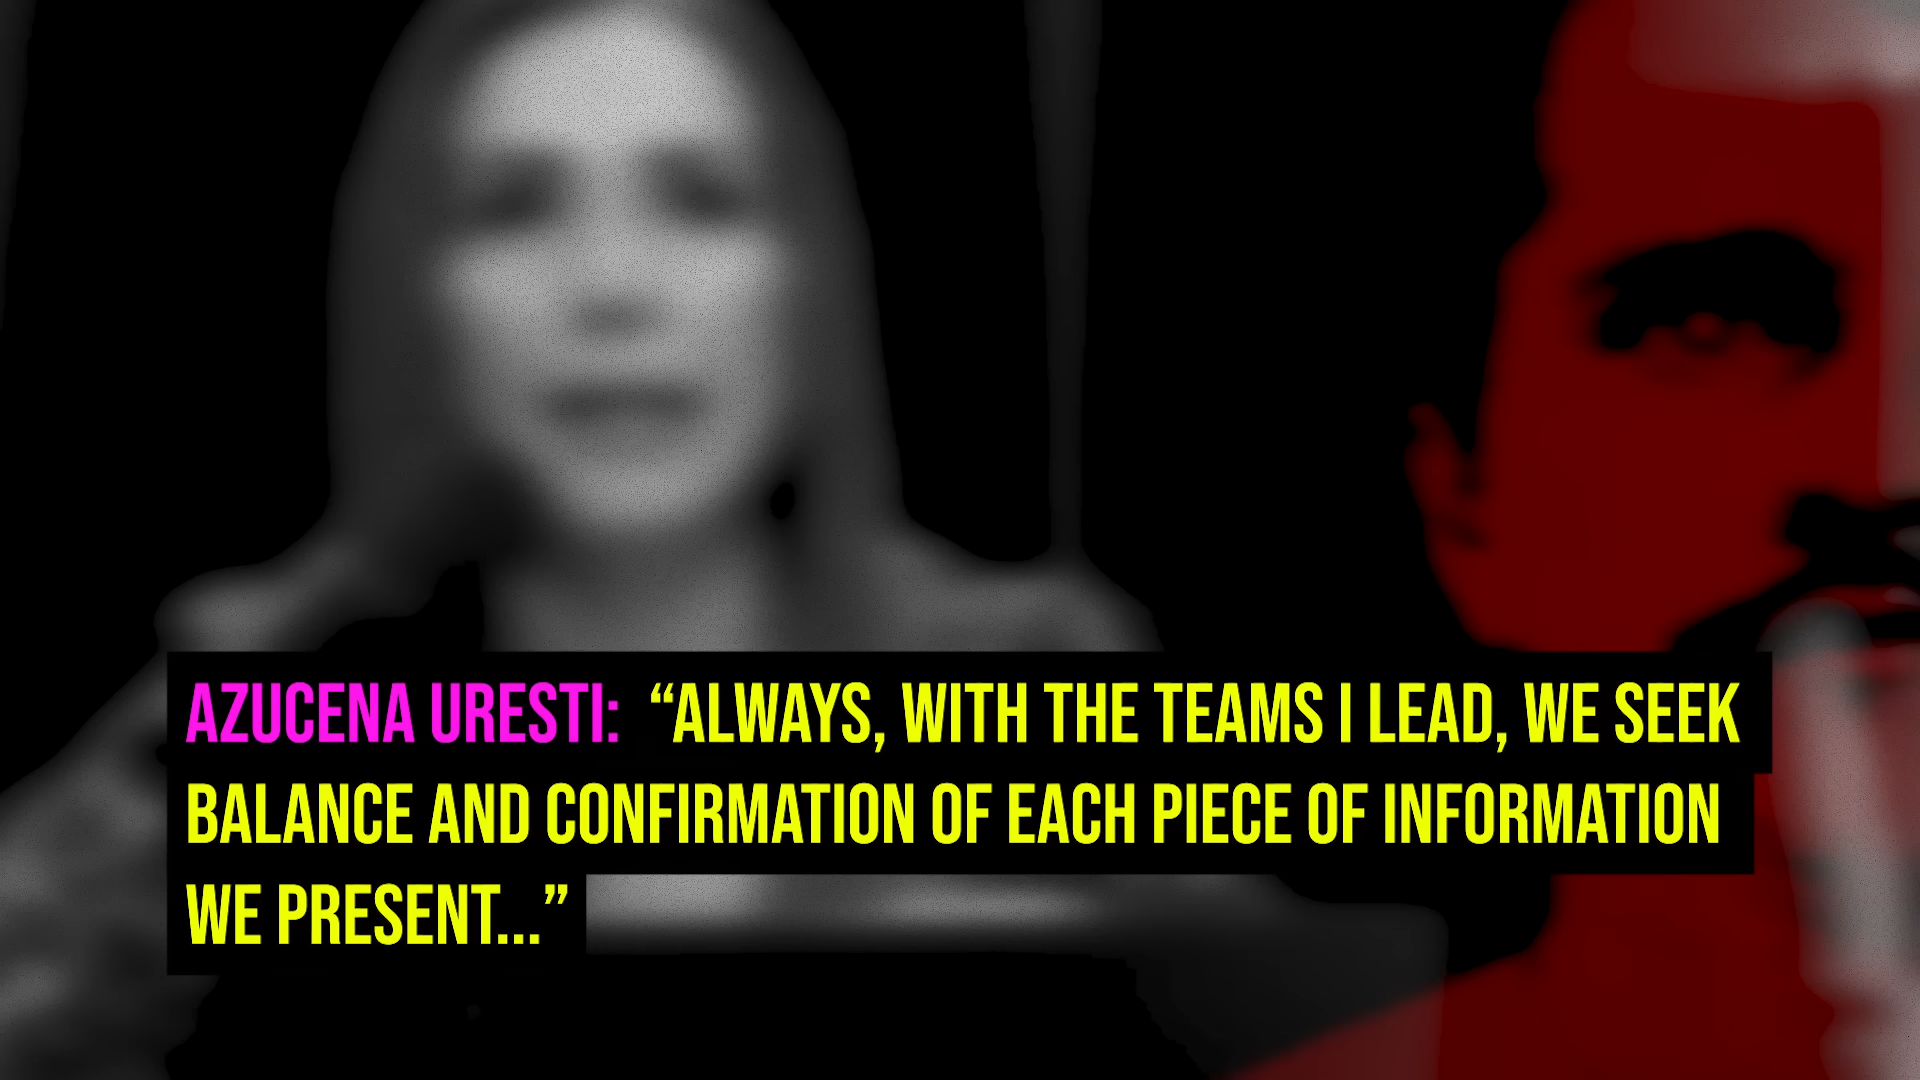 AZUCENA URESTI: “ALWAYS, WITH THE TEAMS I LEAD, WE SEEK
BALANCE AND CONFIRMATION OF EACH PIECE OF INFORMATION
WE PRESENT...”